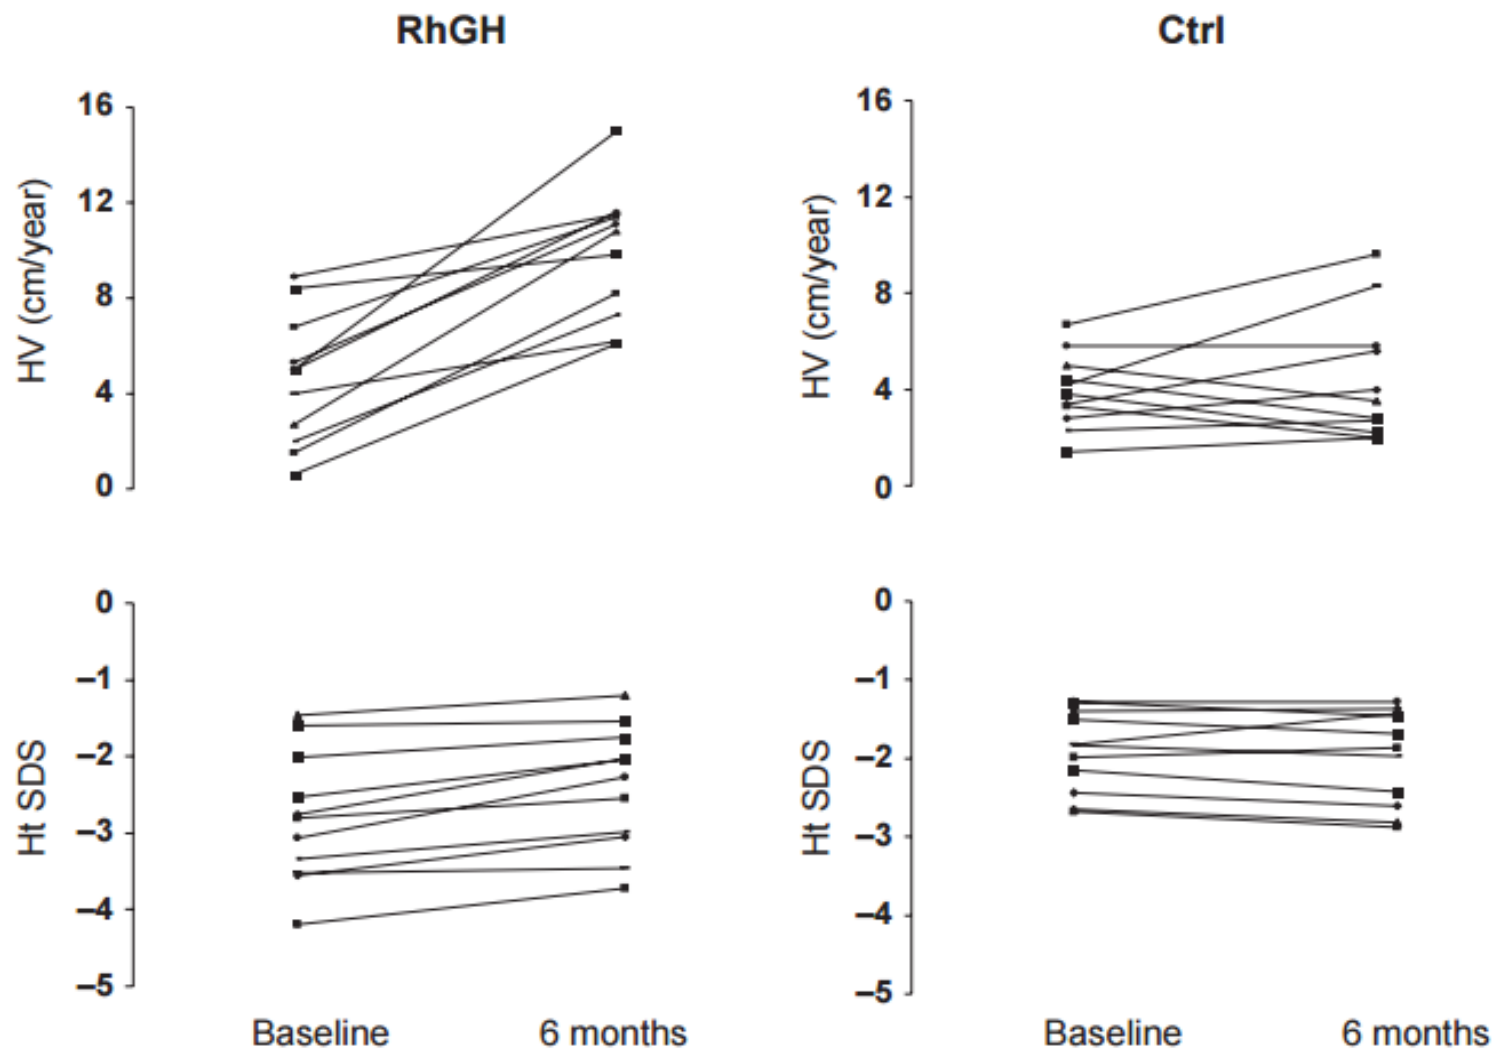 RhGH
Ctrl
HV (cm/year)
16
12
8
4
0
HV (cm/year)
16
12
8
4
0
Ht SDS
0
–1
–2
–3
–4
–5
Ht SDS
0
–1
–2
–3
–4
–5
Baseline
6 months
Baseline
6 months